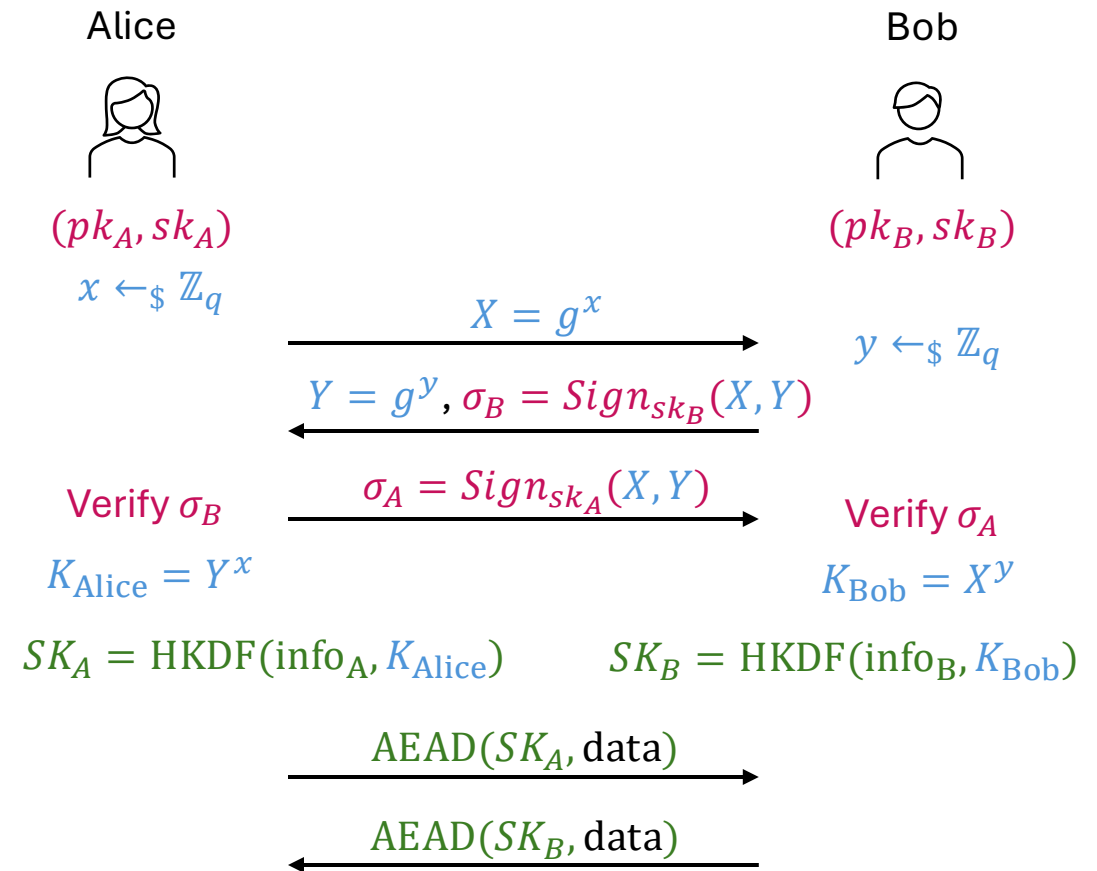 Alice
Bob
(pk_A, sk_A)
(pk_B, sk_B)
x ←_$ ℤ_q
X = g^x
y ←_$ ℤ_q
Y = g^y, σ_B = Sign_{sk_B}(X, Y)
σ_A = Sign_{sk_A}(X, Y)
Verify σ_B
Verify σ_A
K_Alice = Y^x
K_Bob = X^y
SK_A = HKDF(info_A, K_Alice)
SK_B = HKDF(info_B, K_Bob)
AEAD(SK_A, data)
AEAD(SK_B, data)